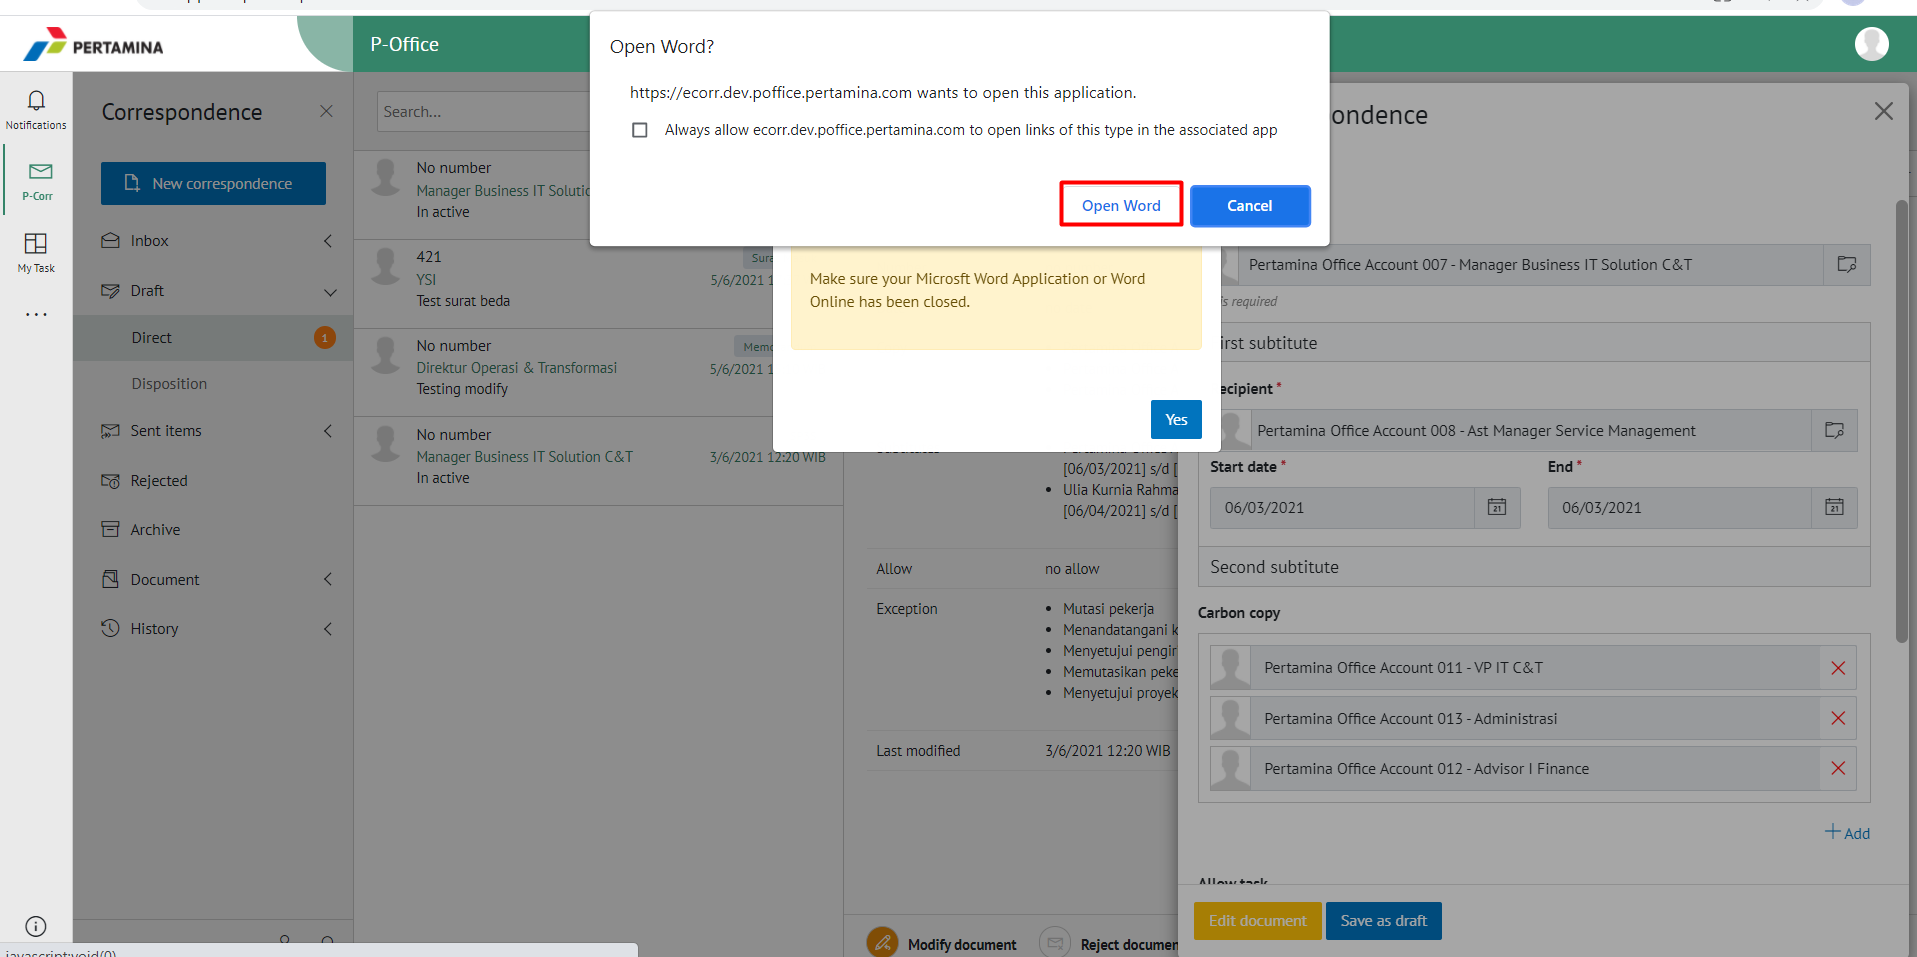 PERTAMINA
P-Office
Notifications
P-Corr
My Task
Correspondence
New correspondence
Inbox
Draft
Direct
1
Disposition
Sent items
Rejected
Archive
Document
History
Search...
No number
Manager Business IT Solutio
In active
421
Sura
YSI
5/6/2021 1
Test surat beda
No number
Memo
Direktur Operasi & Transformasi
5/6/2021 1
Testing modify
No number
Manager Business IT Solution C&T
3/6/2021 12:20 WIB
In active
Open Word?
https://ecorr.dev.poffice.pertamina.com wants to open this application.
Always allow ecorr.dev.poffice.pertamina.com to open links of this type in the associated app
Open Word
Cancel
Make sure your Microsft Word Application or Word
Online has been closed.
Yes
[06/03/2021] s/d [
Ulia Kurnia Rahma
[06/04/2021] s/d [
Allow
no allow
Exception
Mutasi pekerja
Menandatangani k
Menyetujui pengir
Memutasikan peke
Menyetujui proyek
Last modified
3/6/2021 12:20 WIB
Modify document
Reject documen
ondence
Pertamina Office Account 007 - Manager Business IT Solution C&T
is required
irst subtitute
ecipient *
Pertamina Office Account 008 - Ast Manager Service Management
Start date *
End *
06/03/2021
21
06/03/2021
21
Second subtitute
Carbon copy
Pertamina Office Account 011 - VP IT C&T
Pertamina Office Account 013 - Administrasi
Pertamina Office Account 012 - Advisor I Finance
Add
Allow task
Edit document
Save as draft
javascript:void(0)